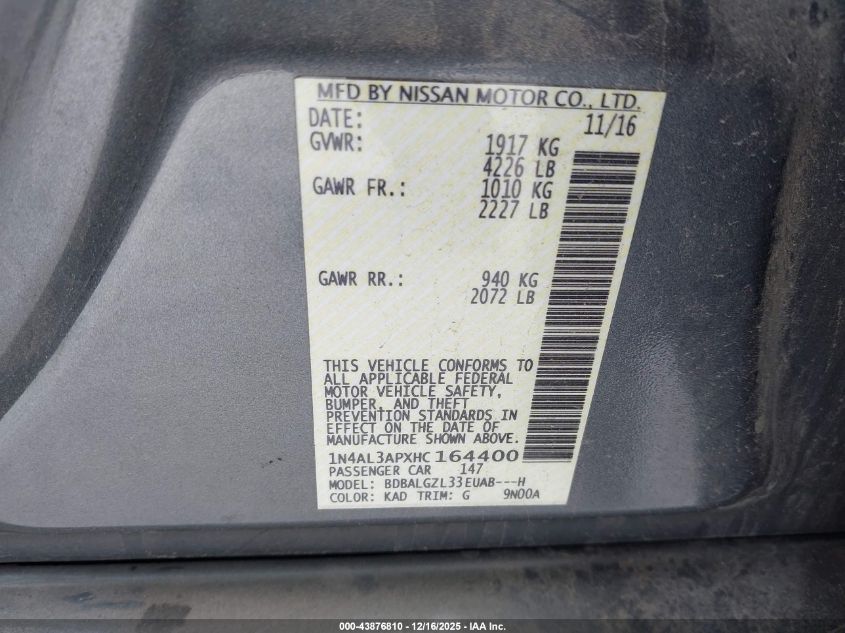 MFD BY NISSAN MOTOR CO., LTD.
DATE: 11/16
GVWR: 1917 KG
4226 LB
GAWR FR.: 1010 KG
2227 LB
GAWR RR.: 940 KG
2072 LB
THIS VEHICLE CONFORMS TO
ALL APPLICABLE FEDERAL
MOTOR VEHICLE SAFETY,
BUMPER, AND THEFT
PREVENTION STANDARDS IN
EFFECT ON THE DATE OF
MANUFACTURE SHOWN ABOVE.
1N4AL3APXHC 164400
PASSENGER CAR 147
MODEL: BDBALGZL33EUAB---H
COLOR: KAD TRIM: G 9N00A
000-43876810 - 12/16/2025 - IAA Inc.